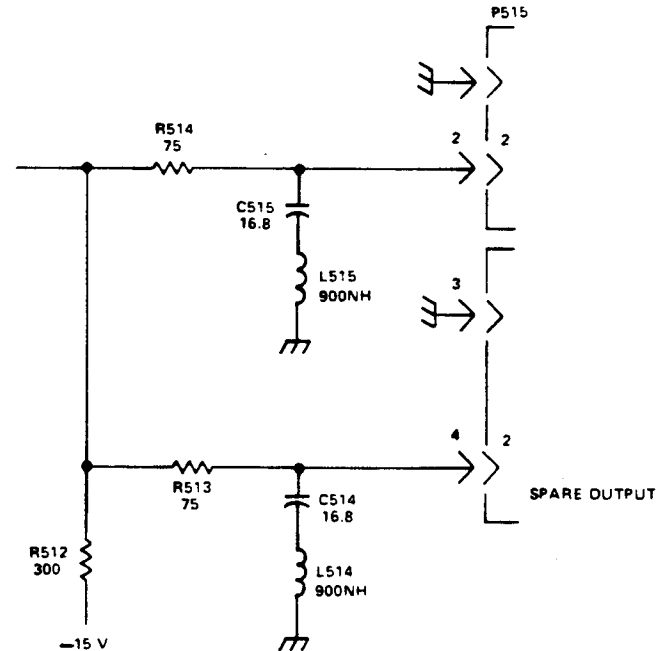 P515
R514
75
2 2
C515
16.8
L515
900NH
3
4 2
R513
75
C514
16.8
SPARE OUTPUT
R512
300
L514
900NH
—15 V